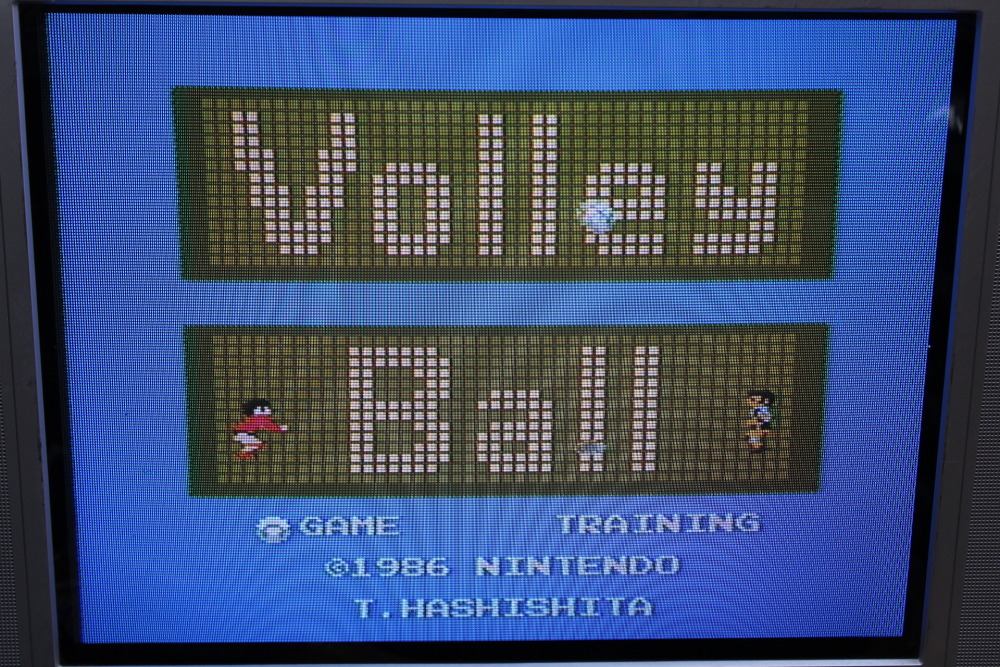 Volley
Ball
GAME TRAINING
©1986 NINTENDO
T.HASHISHITA